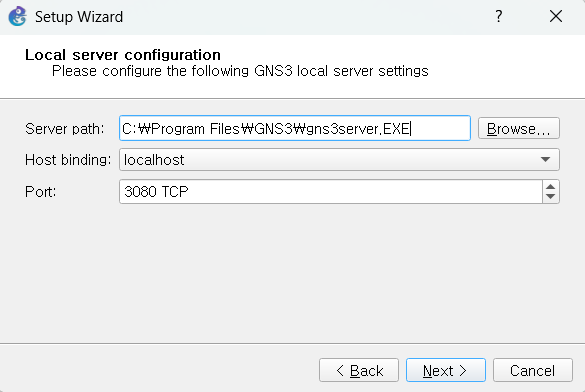 Setup Wizard
?
Local server configuration
Please configure the following GNS3 local server settings
Server path: C:₩Program Files₩GNS3₩gns3server.EXE Browse...
Host binding: localhost
Port: 3080 TCP
< Back Next > Cancel